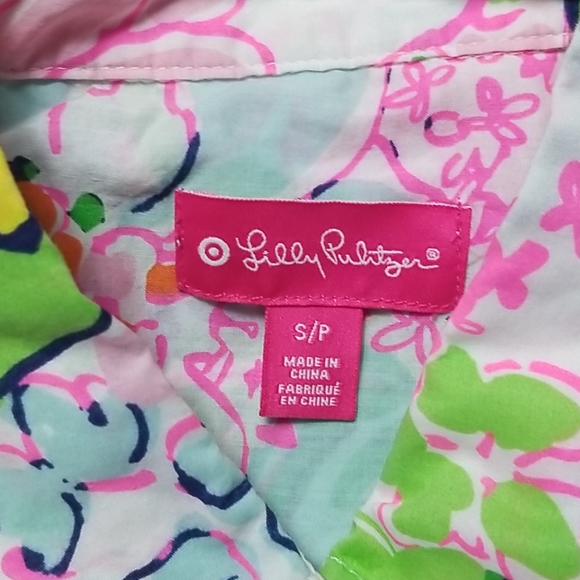 Lilly Pulitzer®
S/P
MADE IN
CHINA
FABRIQUÉ
EN CHINE